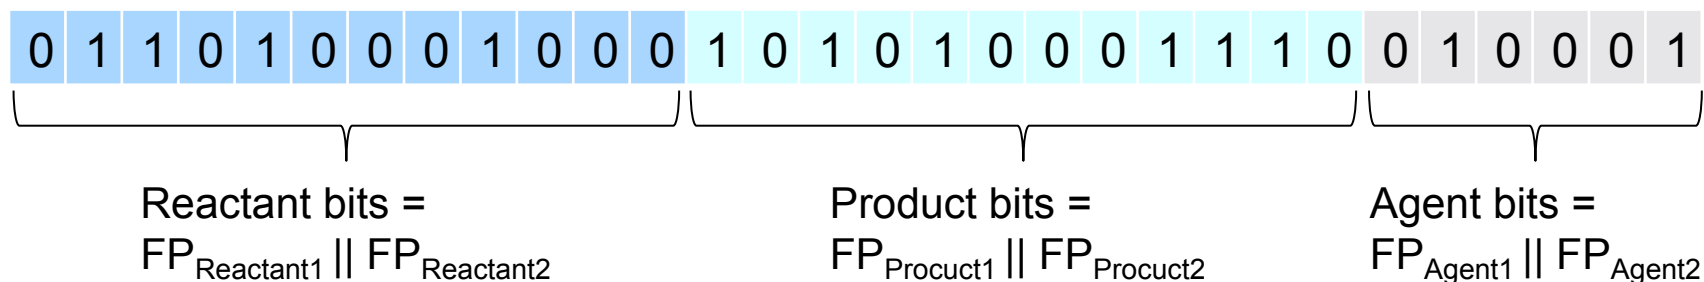 0 1 1 0 1 0 0 0 1 0 0 0 1 0 1 0 1 0 0 0 1 1 1 0 0 1 0 0 0 1
Reactant bits = Product bits = Agent bits =
FPReactant1 || FPReactant2 FPProcuct1 || FPProcuct2 FPAgent1 || FPAgent2